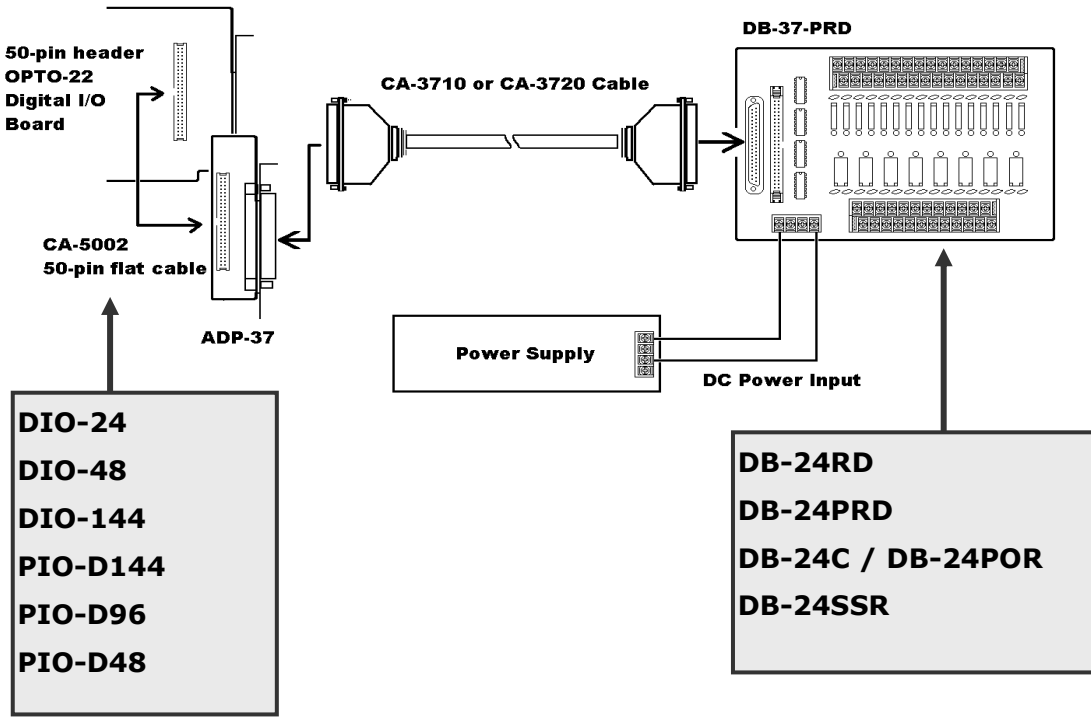 50-pin header
OPTO-22
Digital I/O
Board
CA-5002
50-pin flat cable
ADP-37
CA-3710 or CA-3720 Cable
DB-37-PRD
Power Supply
DC Power Input
DIO-24
DIO-48
DIO-144
PIO-D144
PIO-D96
PIO-D48
DB-24RD
DB-24PRD
DB-24C / DB-24POR
DB-24SSR